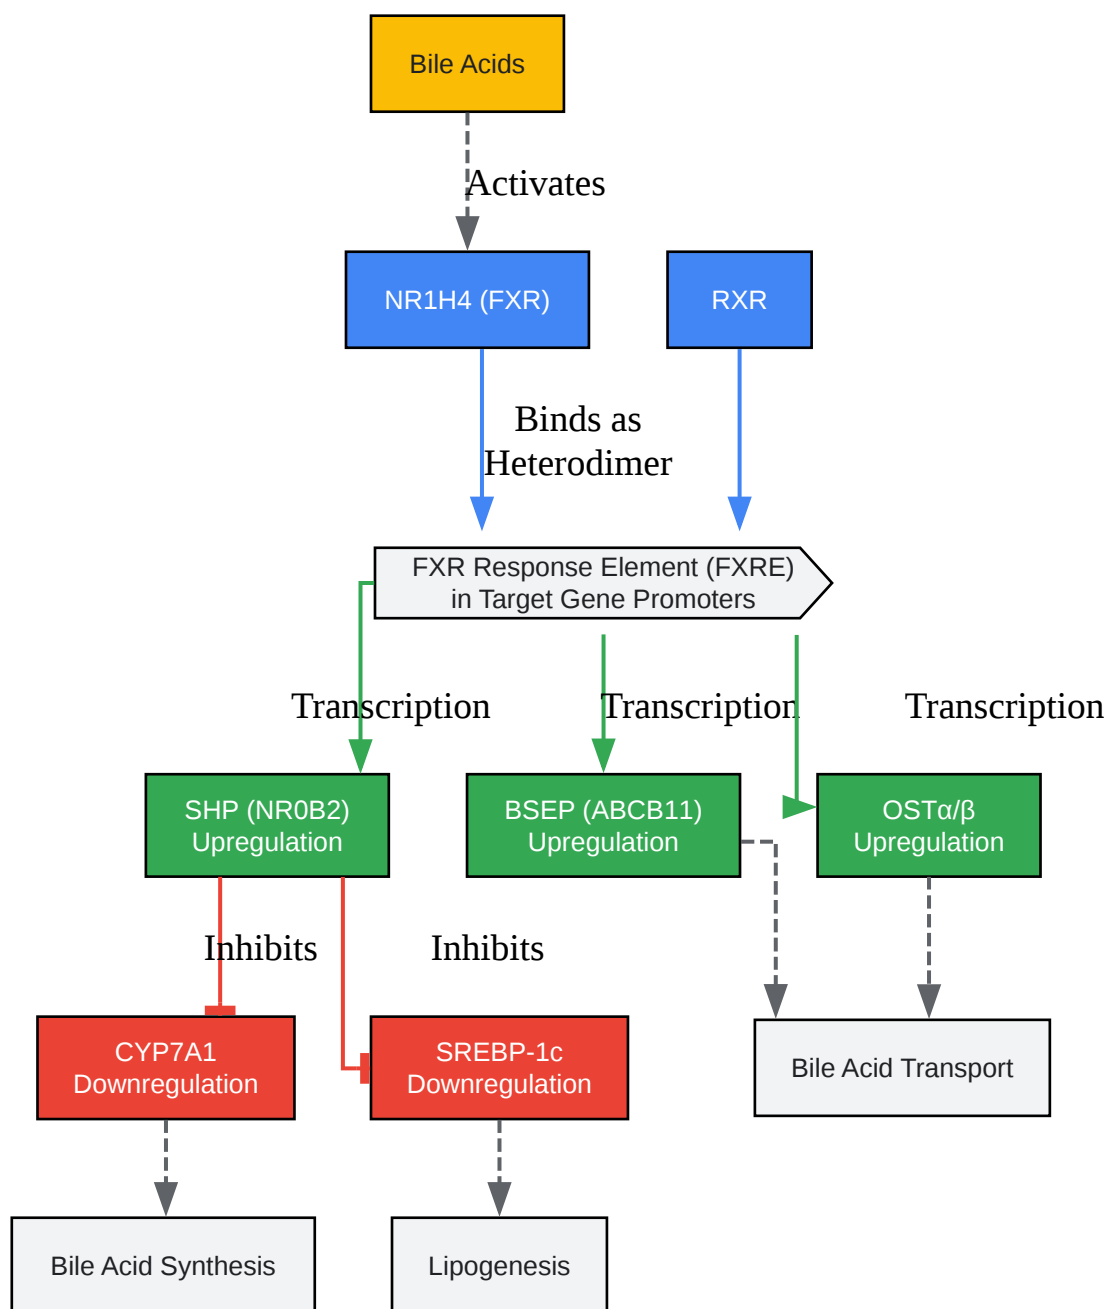 Bile Acids
Activates
NR1H4 (FXR)
RXR
Binds as
Heterodimer
FXR Response Element (FXRE)
in Target Gene Promoters
Transcription
Transcription
Transcription
SHP (NR0B2)
Upregulation
BSEP (ABCB11)
Upregulation
OSTα/β
Upregulation
Inhibits
Inhibits
CYP7A1
Downregulation
SREBP-1c
Downregulation
Bile Acid Transport
Bile Acid Synthesis
Lipogenesis